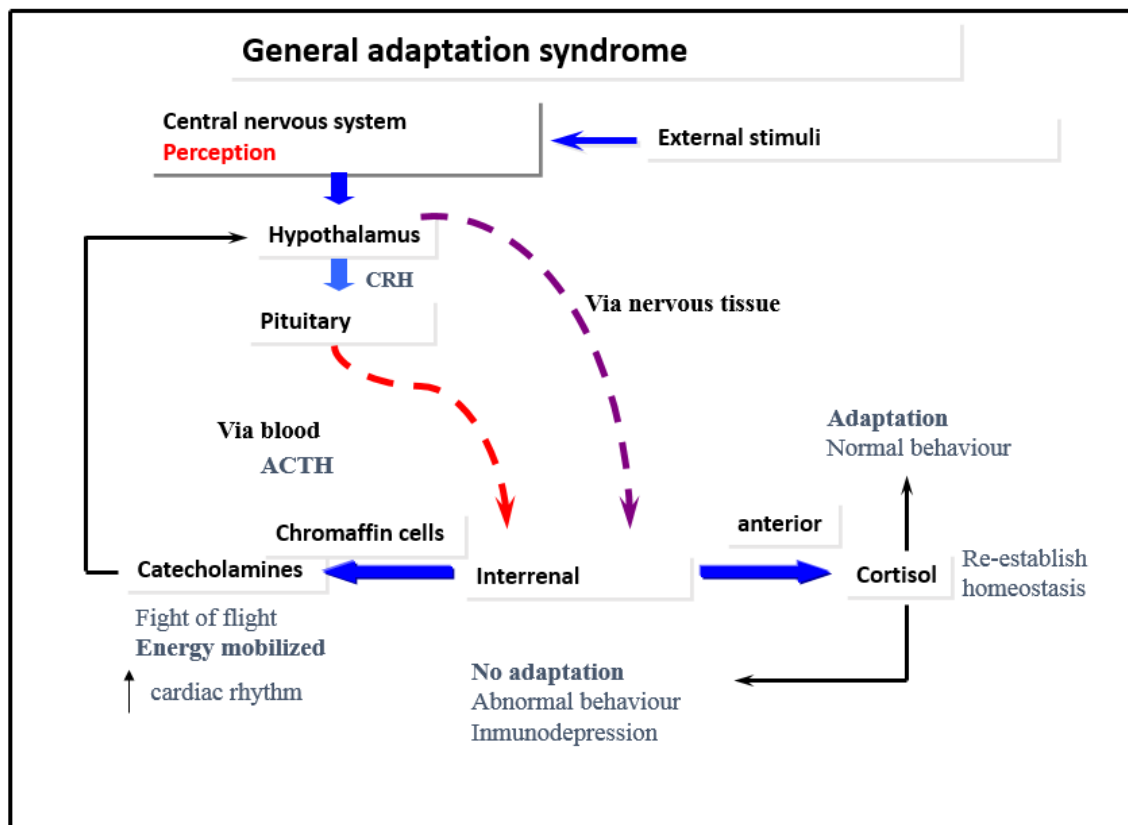 General adaptation syndrome
Central nervous system
Perception
External stimuli
Hypothalamus
CRH
Via nervous tissue
Pituitary
Via blood
ACTH
Adaptation
Normal behaviour
Chromaffin cells
anterior
Catecholamines
Interrenal
Cortisol
Re-establish
homeostasis
Fight of flight
Energy mobilized
cardiac rhythm
No adaptation
Abnormal behaviour
Inmunodepression